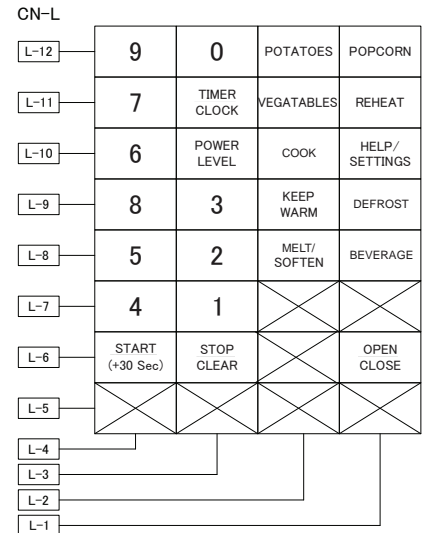 CN-L
L-12 9 0 POTATOES POPCORN
L-11 7 TIMER CLOCK VEGATABLES REHEAT
L-10 6 POWER LEVEL COOK HELP/ SETTINGS
L-9 8 3 KEEP WARM DEFROST
L-8 5 2 MELT/ SOFTEN BEVERAGE
L-7 4 1
L-6 START (+30 Sec) STOP CLEAR OPEN CLOSE
L-5
L-4
L-3
L-2
L-1